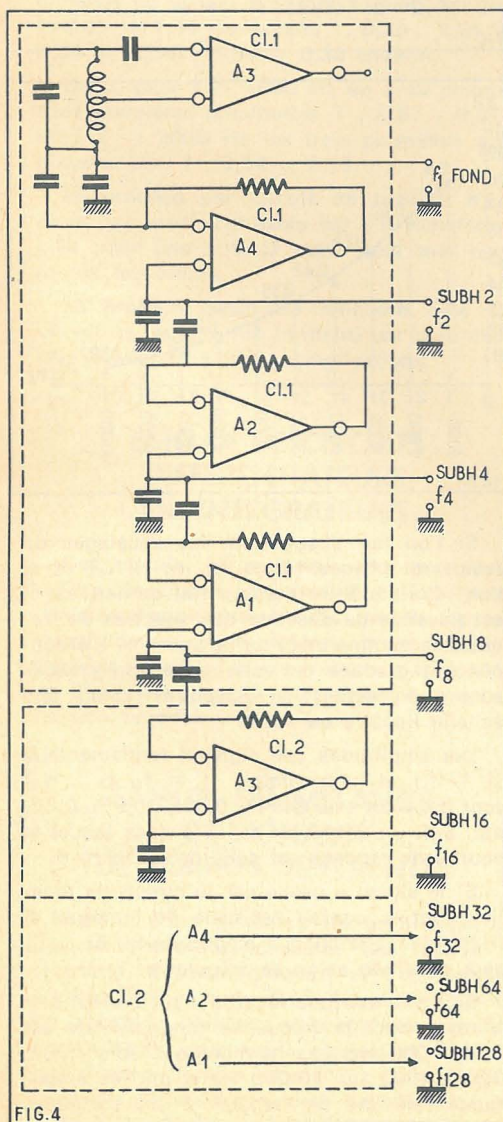 CI.1
A3
f1 FOND
CI.1
A4
SUBH 2
f2
CI.1
A2
SUBH 4
f4
CI.1
A1
SUBH 8
f8
CI.2
A3
SUBH 16
f16
SUBH 32
A4
f32
SUBH 64
CI.2
A2
f64
SUBH 128
A1
f128
FIG.4